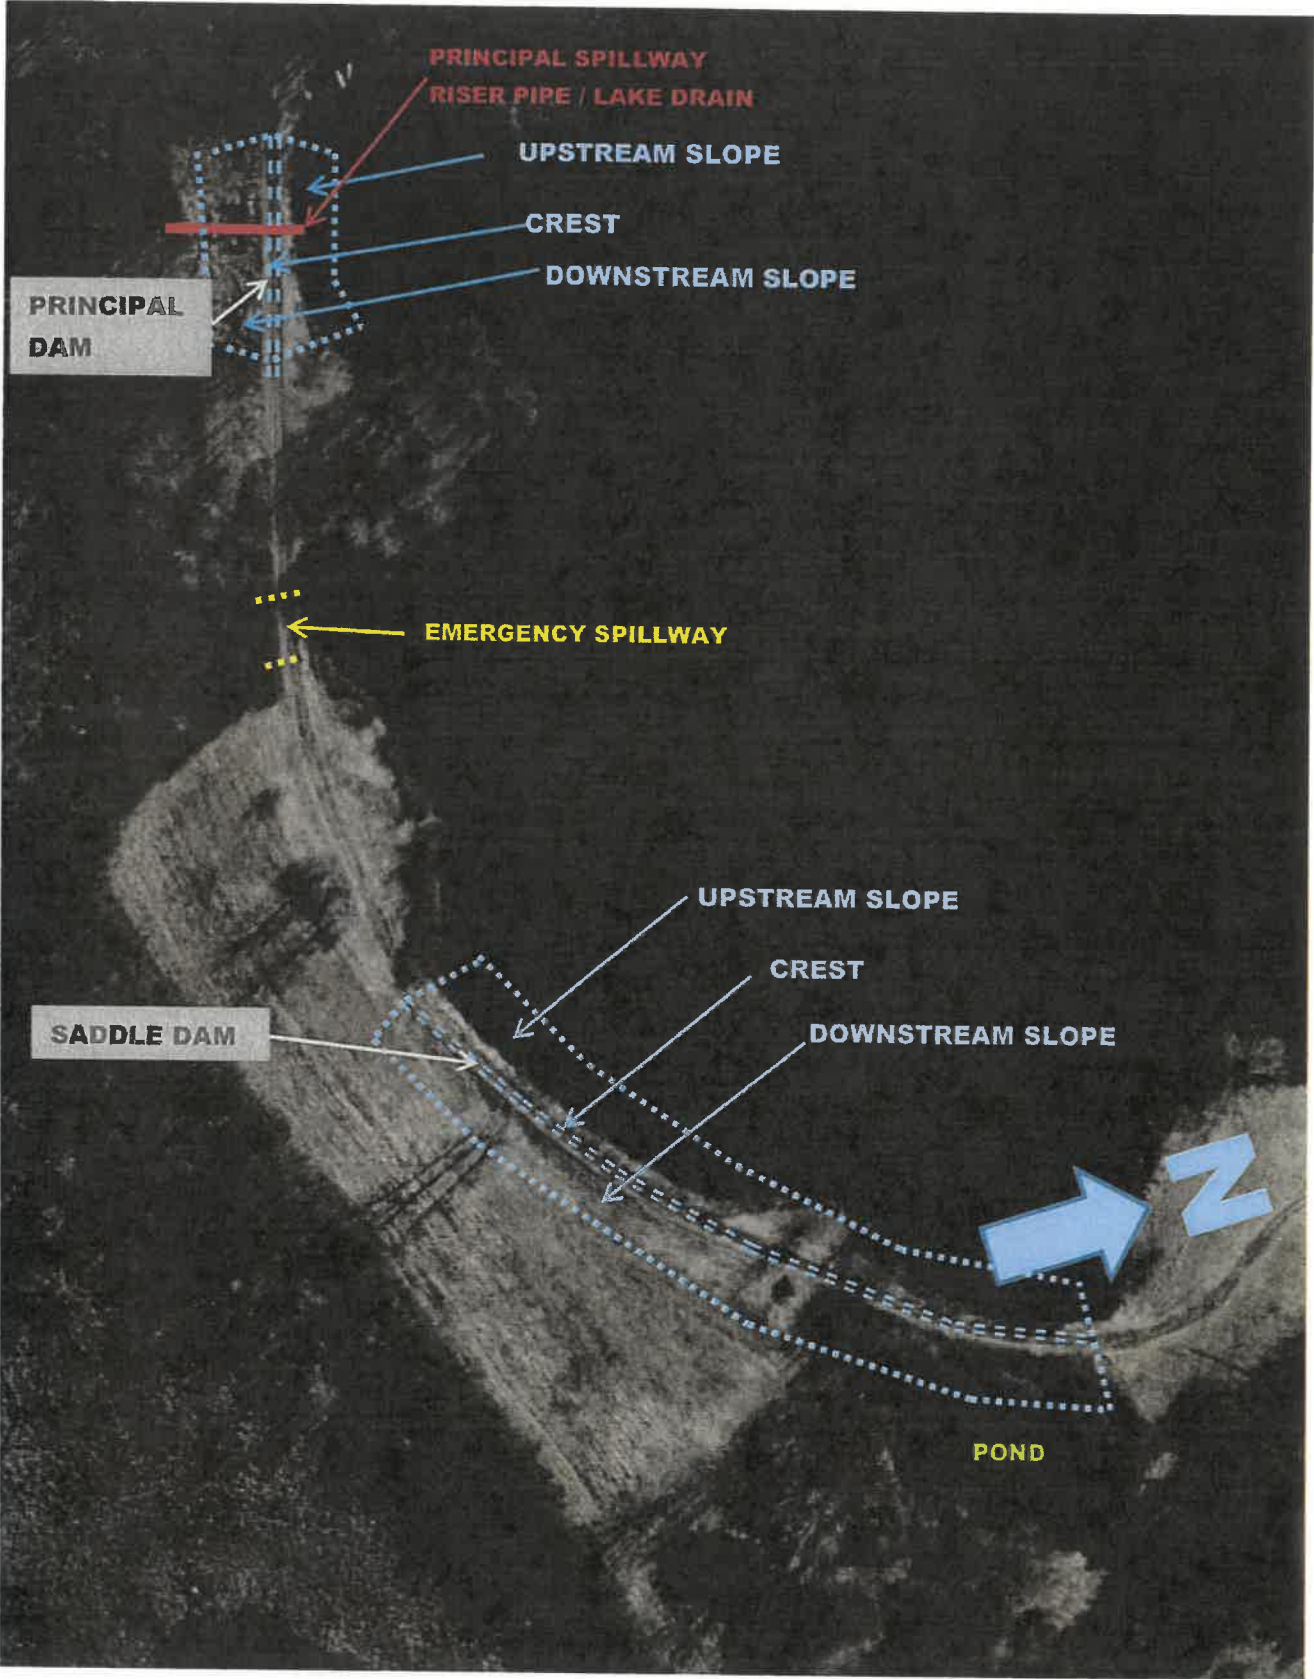 PRINCIPAL SPILLWAY
RISER PIPE / LAKE DRAIN
UPSTREAM SLOPE
CREST
DOWNSTREAM SLOPE
PRINCIPAL
DAM
EMERGENCY SPILLWAY
UPSTREAM SLOPE
CREST
DOWNSTREAM SLOPE
SADDLE DAM
N
POND